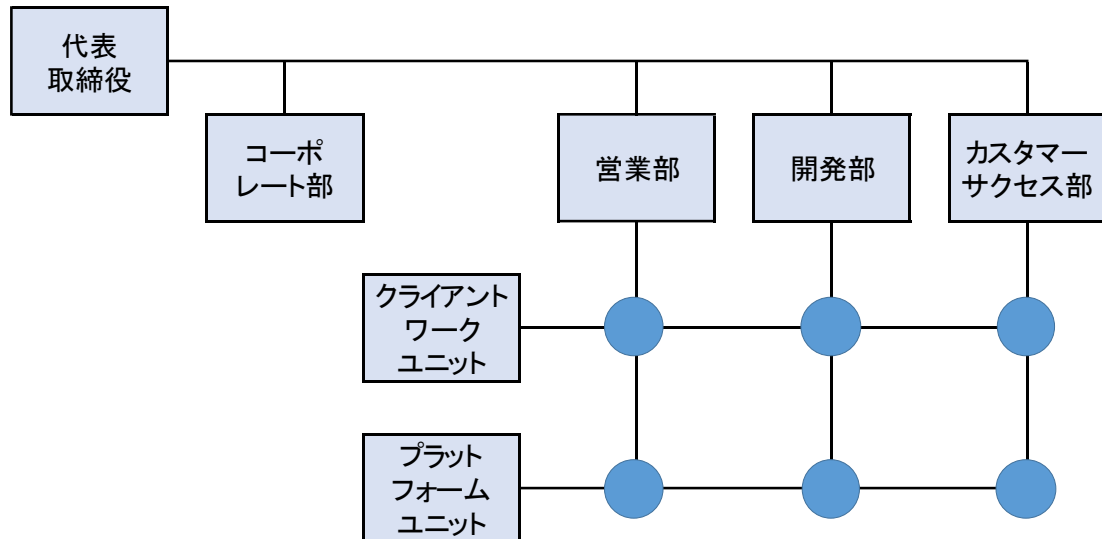 代表
取締役
コーポ
レート部
営業部
開発部
カスタマー
サクセス部
クライアント
ワーク
ユニット
プラット
フォーム
ユニット